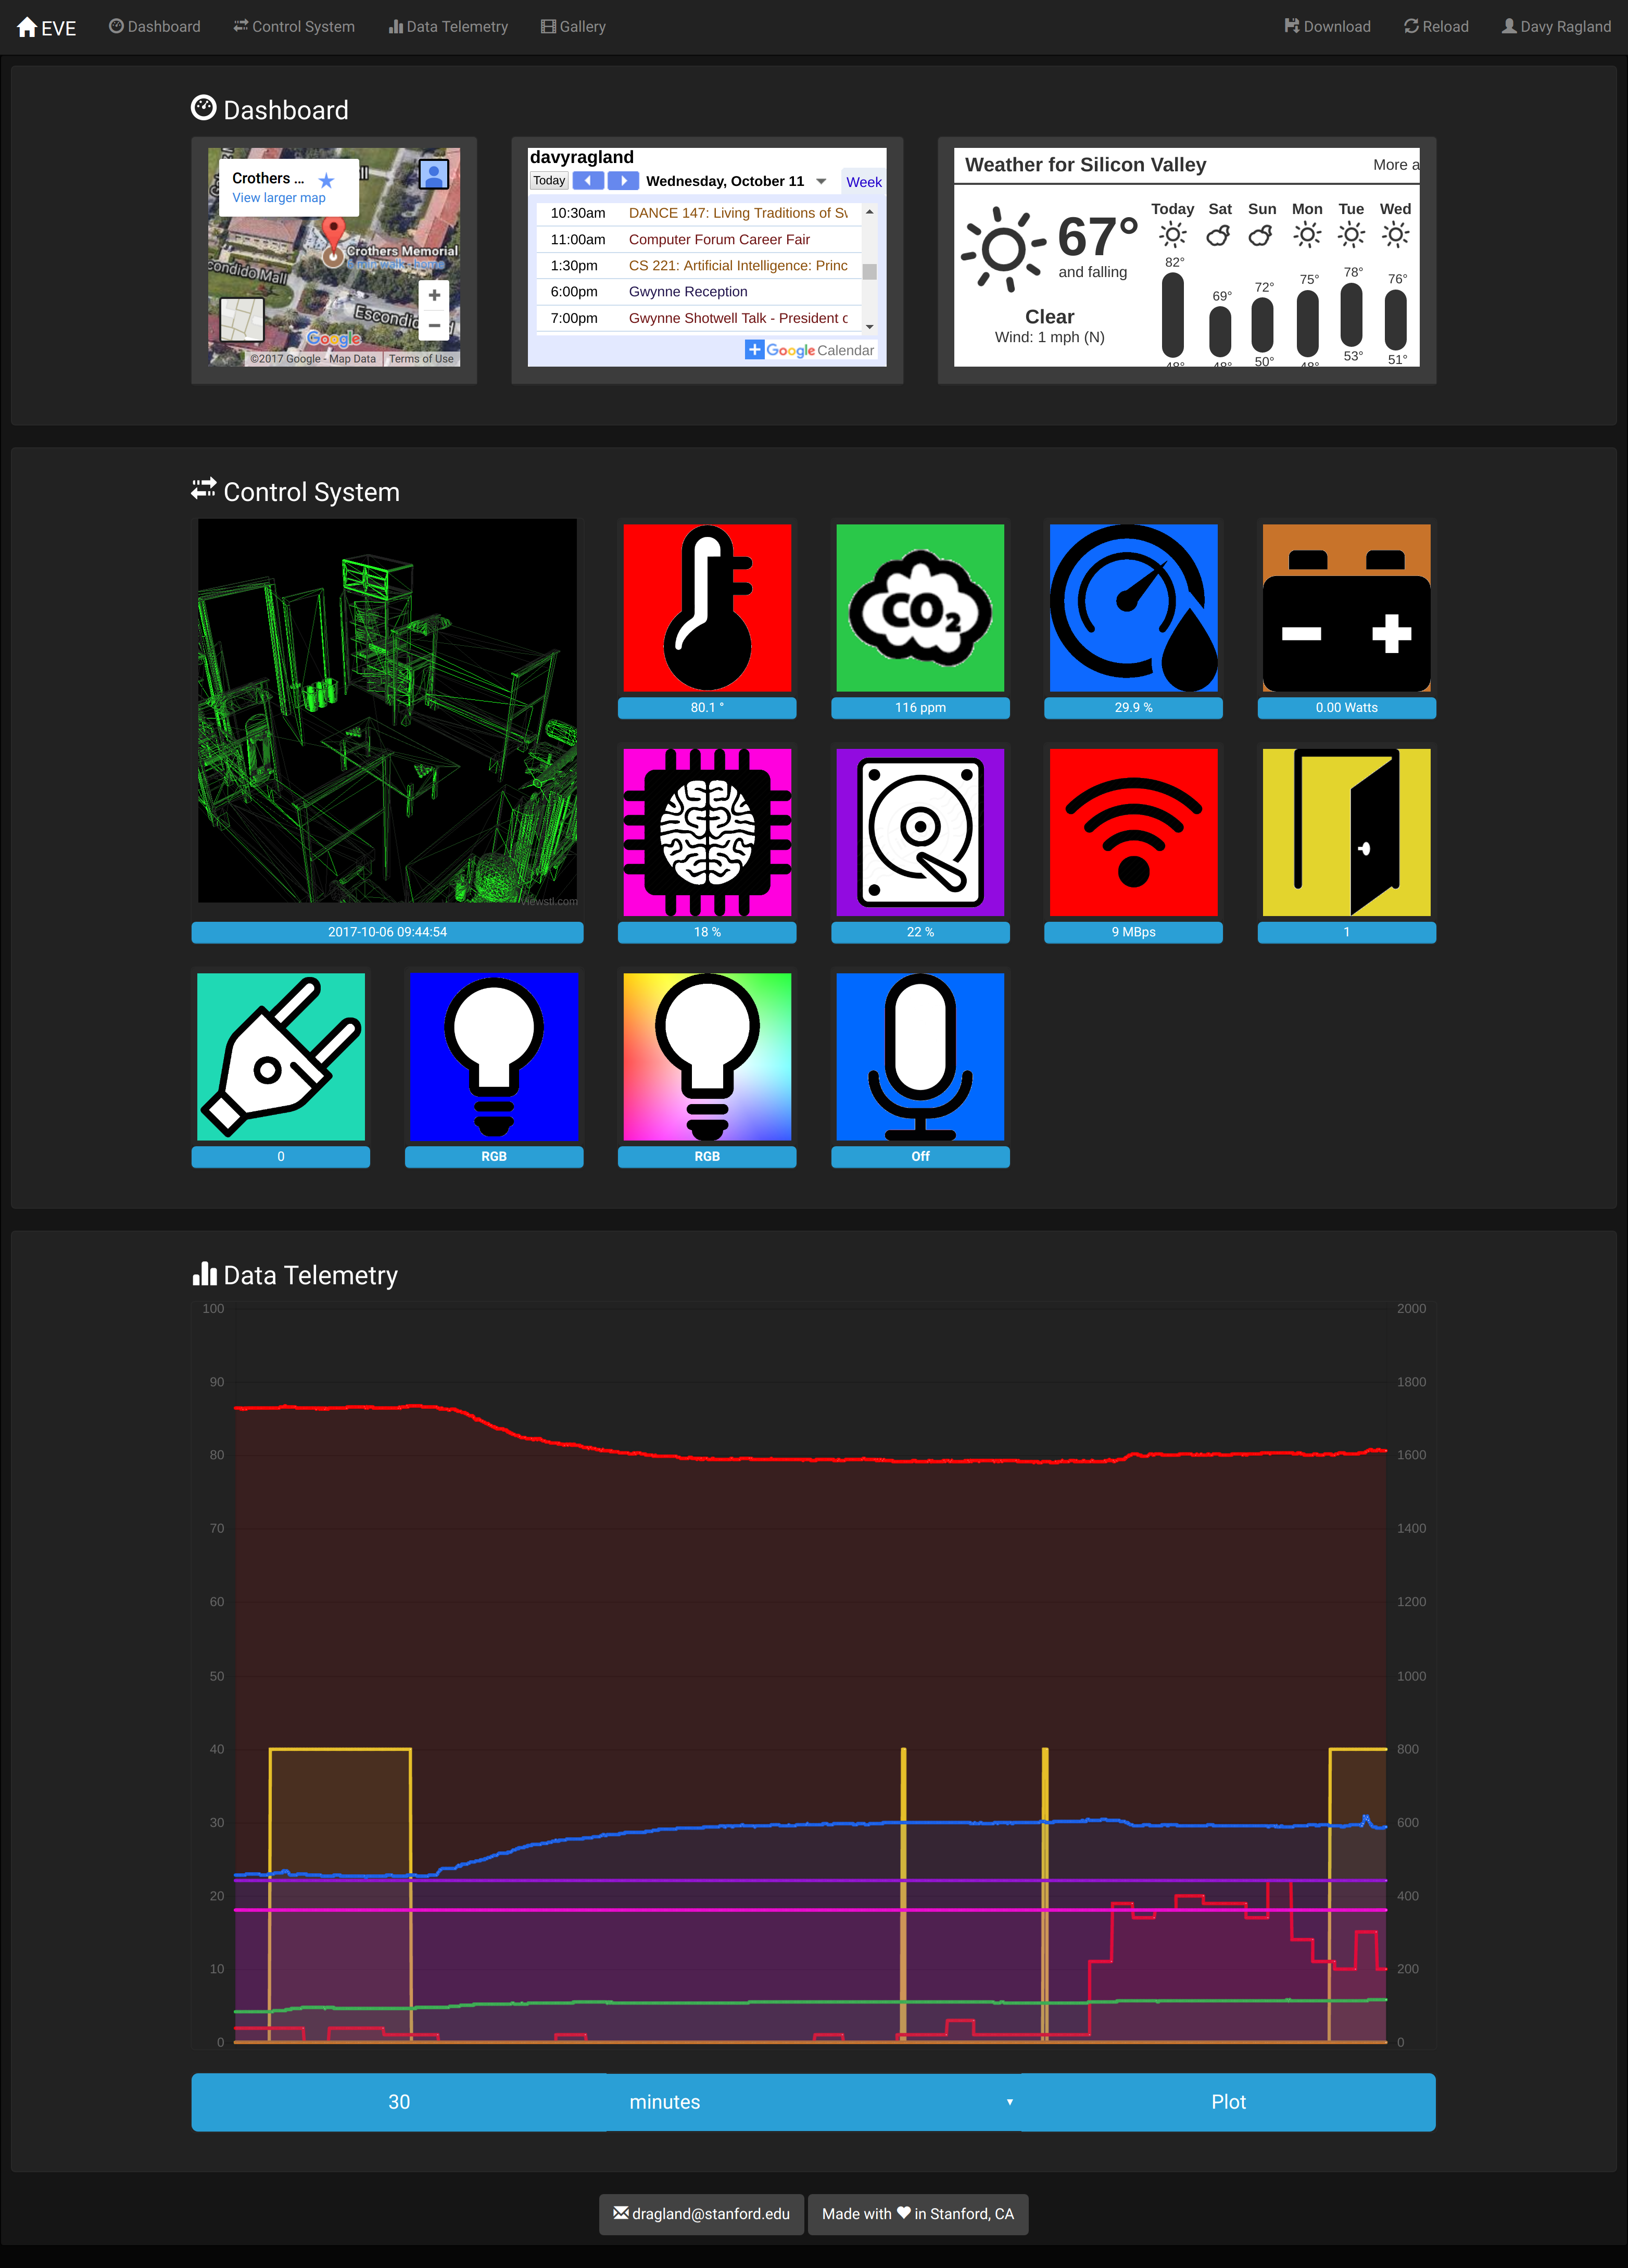 EVE Dashboard Control System Data Telemetry Gallery Download Reload Davy Ragland
Dashboard
Crothers ...
View larger map
Crothers Memorial
Escondido Mall
Google
©2017 Google - Map Data Terms of Use
davyragland
Today Wednesday, October 11 Week
10:30am DANCE 147: Living Traditions of Sw
11:00am Computer Forum Career Fair
1:30pm CS 221: Artificial Intelligence: Princ
6:00pm Gwynne Reception
7:00pm Gwynne Shotwell Talk - President c
Google Calendar
Weather for Silicon Valley More a
67°
and falling
Clear
Wind: 1 mph (N)
Today Sat Sun Mon Tue Wed
82° 69° 72° 75° 78° 76°
48° 48° 50° 48° 53° 51°
Control System
viewstl.com
2017-10-06 09:44:54
CO2
80.1 ° 116 ppm 29.9 % 0.00 Watts
18 % 22 % 9 MBps 1
0 RGB RGB Off
Data Telemetry
100 2000
90 1800
80 1600
70 1400
60 1200
50 1000
40 800
30 600
20 400
10 200
0 0
30 minutes Plot
dragland@stanford.edu Made with ♥ in Stanford, CA